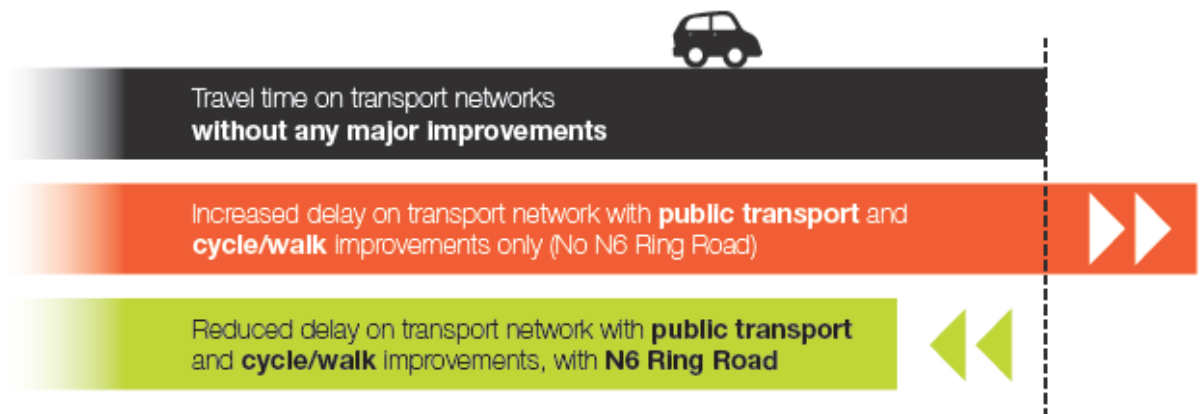 Travel time on transport networks
without any major improvements
Increased delay on transport network with public transport and
cycle/walk improvements only (No N6 Ring Road)
Reduced delay on transport network with public transport
and cycle/walk improvements, with N6 Ring Road